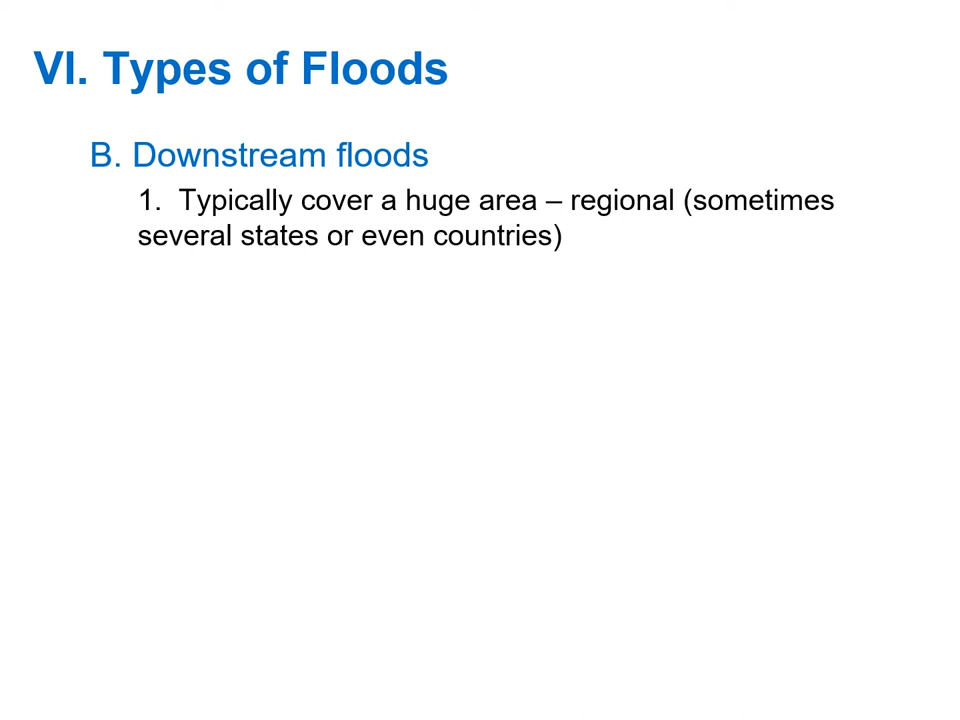 VI. Types of Floods
B. Downstream floods
1. Typically cover a huge area – regional (sometimes
several states or even countries)